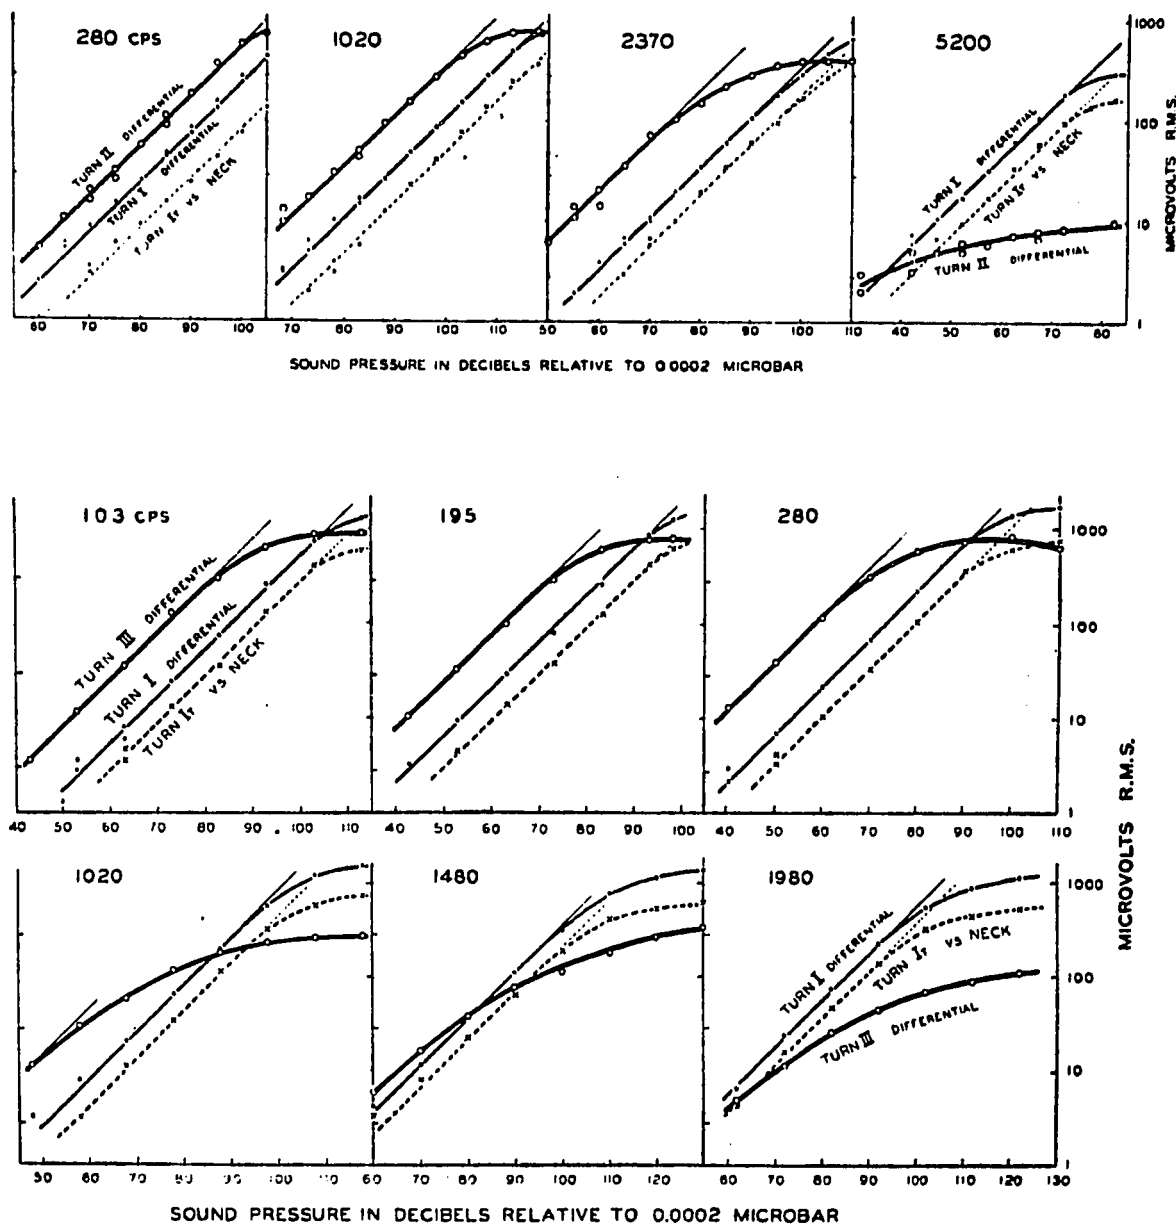 280 CPS
1020
2370
5200
TURN II DIFFERENTIAL
TURN I DIFFERENTIAL
TURN IT VS NECK
TURN I DIFFERENTIAL
TURN IT VS NECK
TURN II DIFFERENTIAL
1000
100
10
1
MICROVOLTS R.M.S.
60 70 80 90 100
70 80 90 100 110
50
60 70 80 90 100 110
40 50 60 70 80
SOUND PRESSURE IN DECIBELS RELATIVE TO 0.0002 MICROBAR
103 CPS
195
280
TURN III DIFFERENTIAL
TURN I DIFFERENTIAL
TURN IT VS NECK
1000
100
10
1
40 50 60 70 80 90 100 110
40 50 60 70 80 90 100
40 50 60 70 80 90 100 110
MICROVOLTS R.M.S.
1020
1480
1980
TURN I DIFFERENTIAL
TURN IT VS NECK
TURN III DIFFERENTIAL
1000
100
10
1
50 60 70 80 90 100
60 70 80 90 100 110 120
60 70 80 90 100 110 120 130
SOUND PRESSURE IN DECIBELS RELATIVE TO 0.0002 MICROBAR